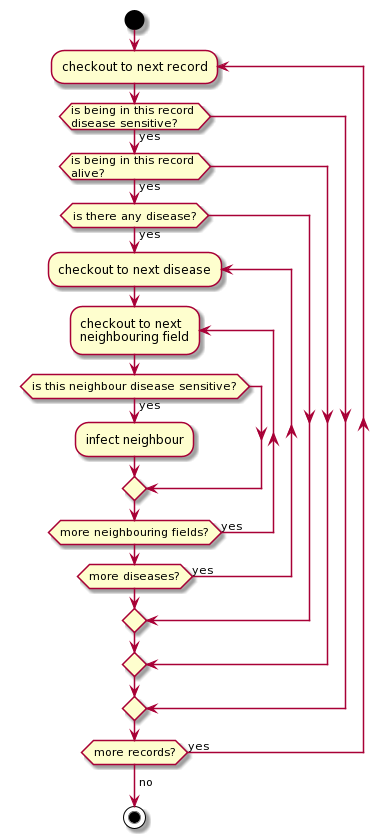 checkout to next record
is being in this record
disease sensitive?
yes
is being in this record
alive?
yes
is there any disease?
yes
checkout to next disease
checkout to next
neighbouring field
is this neighbour disease sensitive?
yes
infect neighbour
more neighbouring fields?
yes
more diseases?
yes
more records?
yes
no